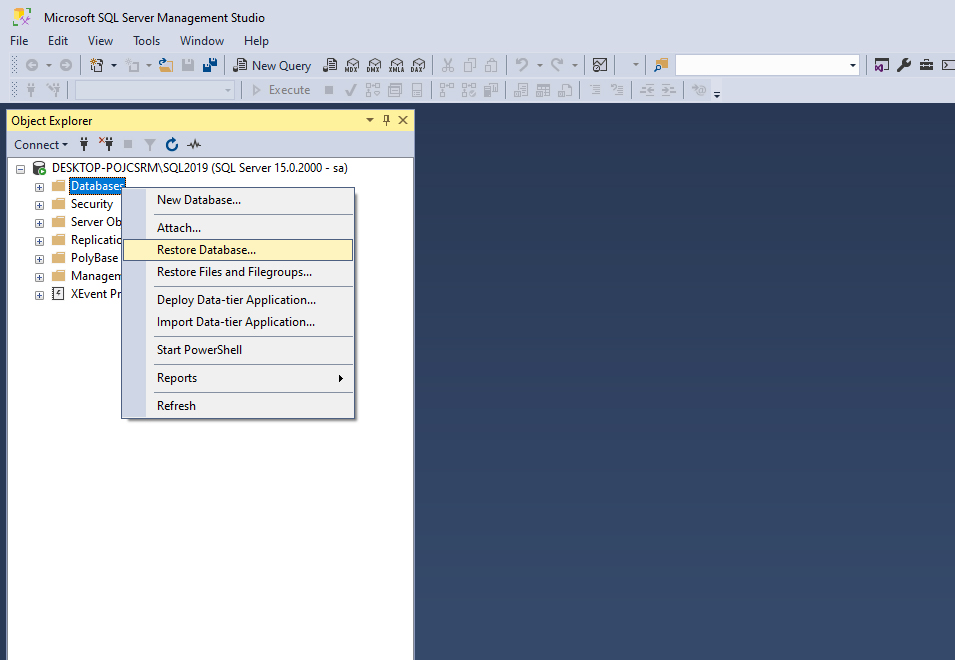 Microsoft SQL Server Management Studio
File Edit View Tools Window Help
New Query MDX DMX XMLA DAX
Execute
Object Explorer
Connect
DESKTOP-POJCSRM\SQL2019 (SQL Server 15.0.2000 - sa)
Databases
Security
Server Ob
Replicatio
PolyBase
Managem
XEvent Pr
New Database...
Attach...
Restore Database...
Restore Files and Filegroups...
Deploy Data-tier Application...
Import Data-tier Application...
Start PowerShell
Reports
Refresh